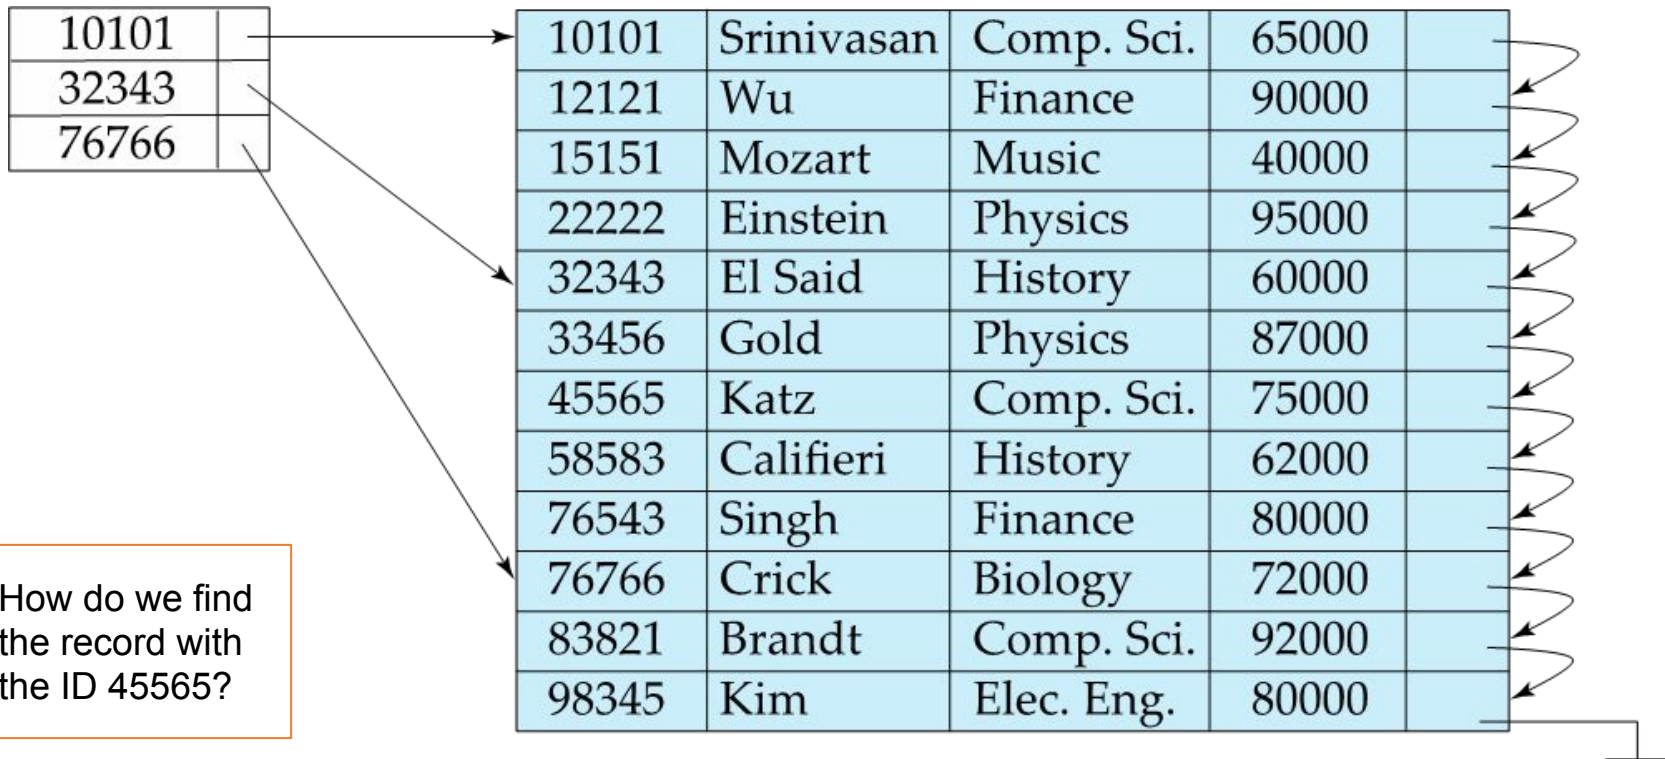 10101
32343
76766
10101 Srinivasan Comp. Sci. 65000
12121 Wu Finance 90000
15151 Mozart Music 40000
22222 Einstein Physics 95000
32343 El Said History 60000
33456 Gold Physics 87000
45565 Katz Comp. Sci. 75000
58583 Califieri History 62000
76543 Singh Finance 80000
76766 Crick Biology 72000
83821 Brandt Comp. Sci. 92000
98345 Kim Elec. Eng. 80000
How do we find
the record with
the ID 45565?